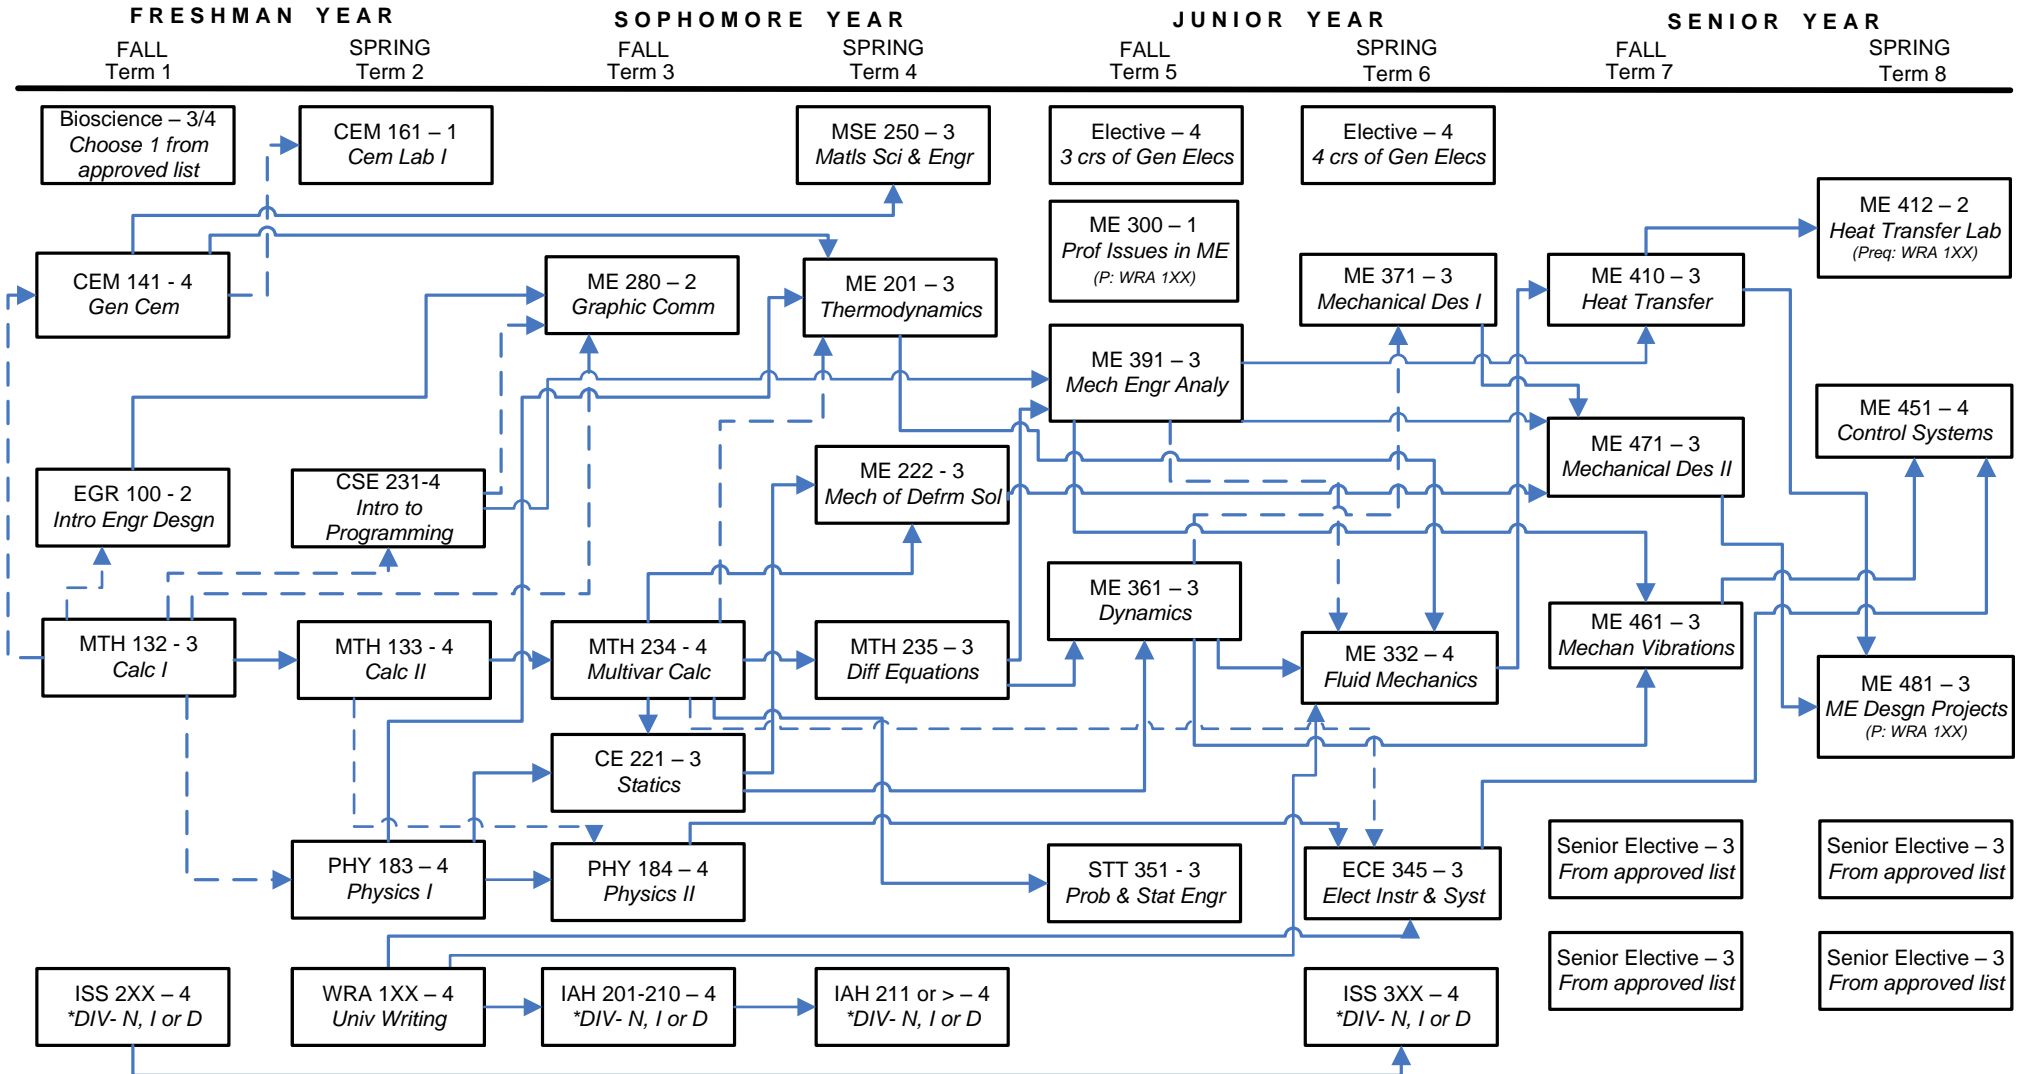 FRESHMAN YEAR
SOPHOMORE YEAR
JUNIOR YEAR
SENIOR YEAR
FALL
Term 1
SPRING
Term 2
FALL
Term 3
SPRING
Term 4
FALL
Term 5
SPRING
Term 6
FALL
Term 7
SPRING
Term 8
Bioscience – 3/4
Choose 1 from
approved list
CEM 141 - 4
Gen Cem
EGR 100 - 2
Intro Engr Desgn
MTH 132 - 3
Calc I
ISS 2XX – 4
*DIV- N, I or D
CEM 161 – 1
Cem Lab I
CSE 231-4
Intro to
Programming
MTH 133 - 4
Calc II
PHY 183 – 4
Physics I
WRA 1XX – 4
Univ Writing
ME 280 – 2
Graphic Comm
MTH 234 - 4
Multivar Calc
CE 221 – 3
Statics
PHY 184 – 4
Physics II
IAH 201-210 – 4
*DIV- N, I or D
MSE 250 – 3
Matls Sci & Engr
ME 201 – 3
Thermodynamics
ME 222 - 3
Mech of Defrm Sol
MTH 235 – 3
Diff Equations
IAH 211 or > – 4
*DIV- N, I or D
Elective – 4
3 crs of Gen Elecs
ME 300 – 1
Prof Issues in ME
(P: WRA 1XX)
ME 391 – 3
Mech Engr Analy
ME 361 – 3
Dynamics
STT 351 - 3
Prob & Stat Engr
Elective – 4
4 crs of Gen Elecs
ME 371 – 3
Mechanical Des I
ME 332 – 4
Fluid Mechanics
ECE 345 – 3
Elect Instr & Syst
ISS 3XX – 4
*DIV- N, I or D
ME 410 – 3
Heat Transfer
ME 471 – 3
Mechanical Des II
ME 461 – 3
Mechan Vibrations
Senior Elective – 3
From approved list
Senior Elective – 3
From approved list
ME 412 – 2
Heat Transfer Lab
(Preq: WRA 1XX)
ME 451 – 4
Control Systems
ME 481 – 3
ME Desgn Projects
(P: WRA 1XX)
Senior Elective – 3
From approved list
Senior Elective – 3
From approved list